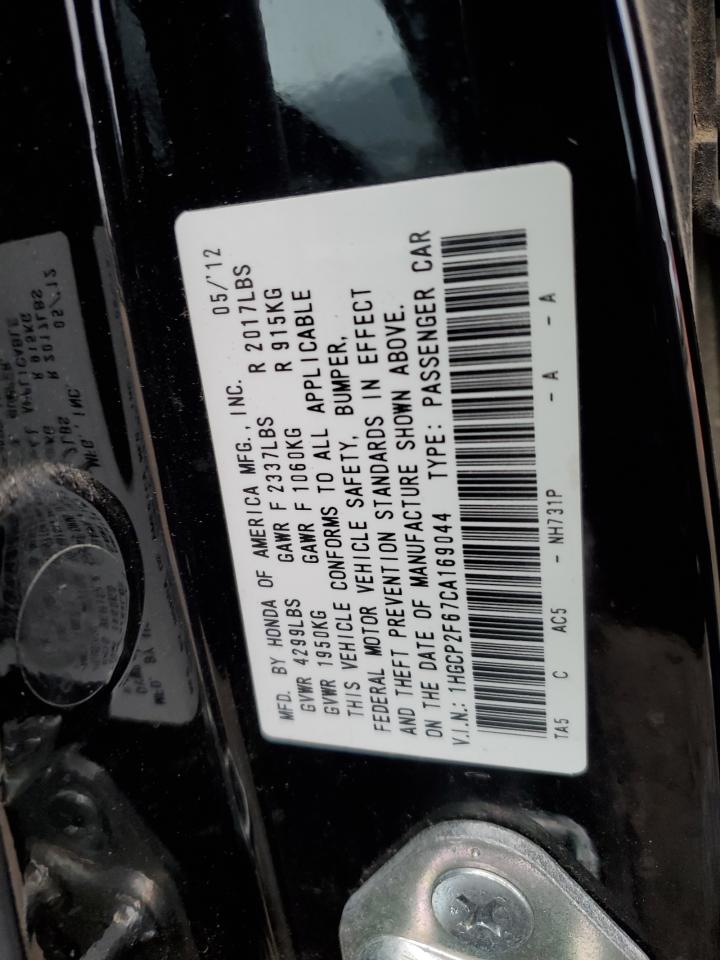 MFD. BY HONDA OF AMERICA MFG., INC. 05/'12
GVWR 4299LBS GAWR F 2337LBS R 2017LBS
GVWR 1950KG GAWR F 1060KG R 915KG
THIS VEHICLE CONFORMS TO ALL APPLICABLE
FEDERAL MOTOR VEHICLE SAFETY, BUMPER,
AND THEFT PREVENTION STANDARDS IN EFFECT
ON THE DATE OF MANUFACTURE SHOWN ABOVE.
V.I.N.: 1HGCP2F67CA169044 TYPE: PASSENGER CAR
TA5 C AC5 - NH731P - A - A